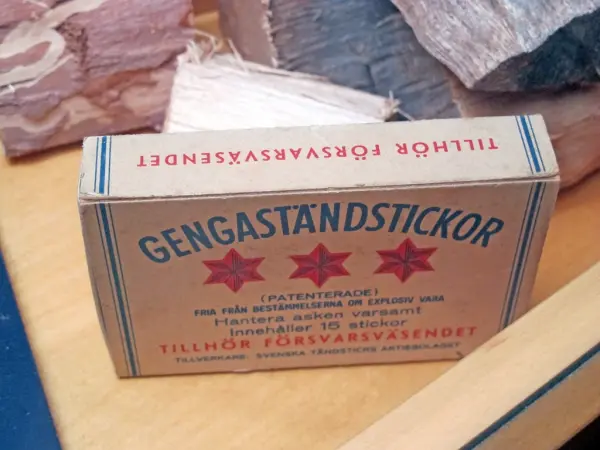 TILLHÖR FÖRSVARSVÄSENDET
GENGASTÄNDSTICKOR
(PATENTERADE)
FRIA FRÅN BESTÄMMELSERNA OM EXPLOSIV VARA
Hantera asken varsamt
Innehåller 15 stickor
TILLHÖR FÖRSVARSVÄSENDET
TILLVERKARE: SVENSKA TÄNDSTICKS AKTIEBOLAGET